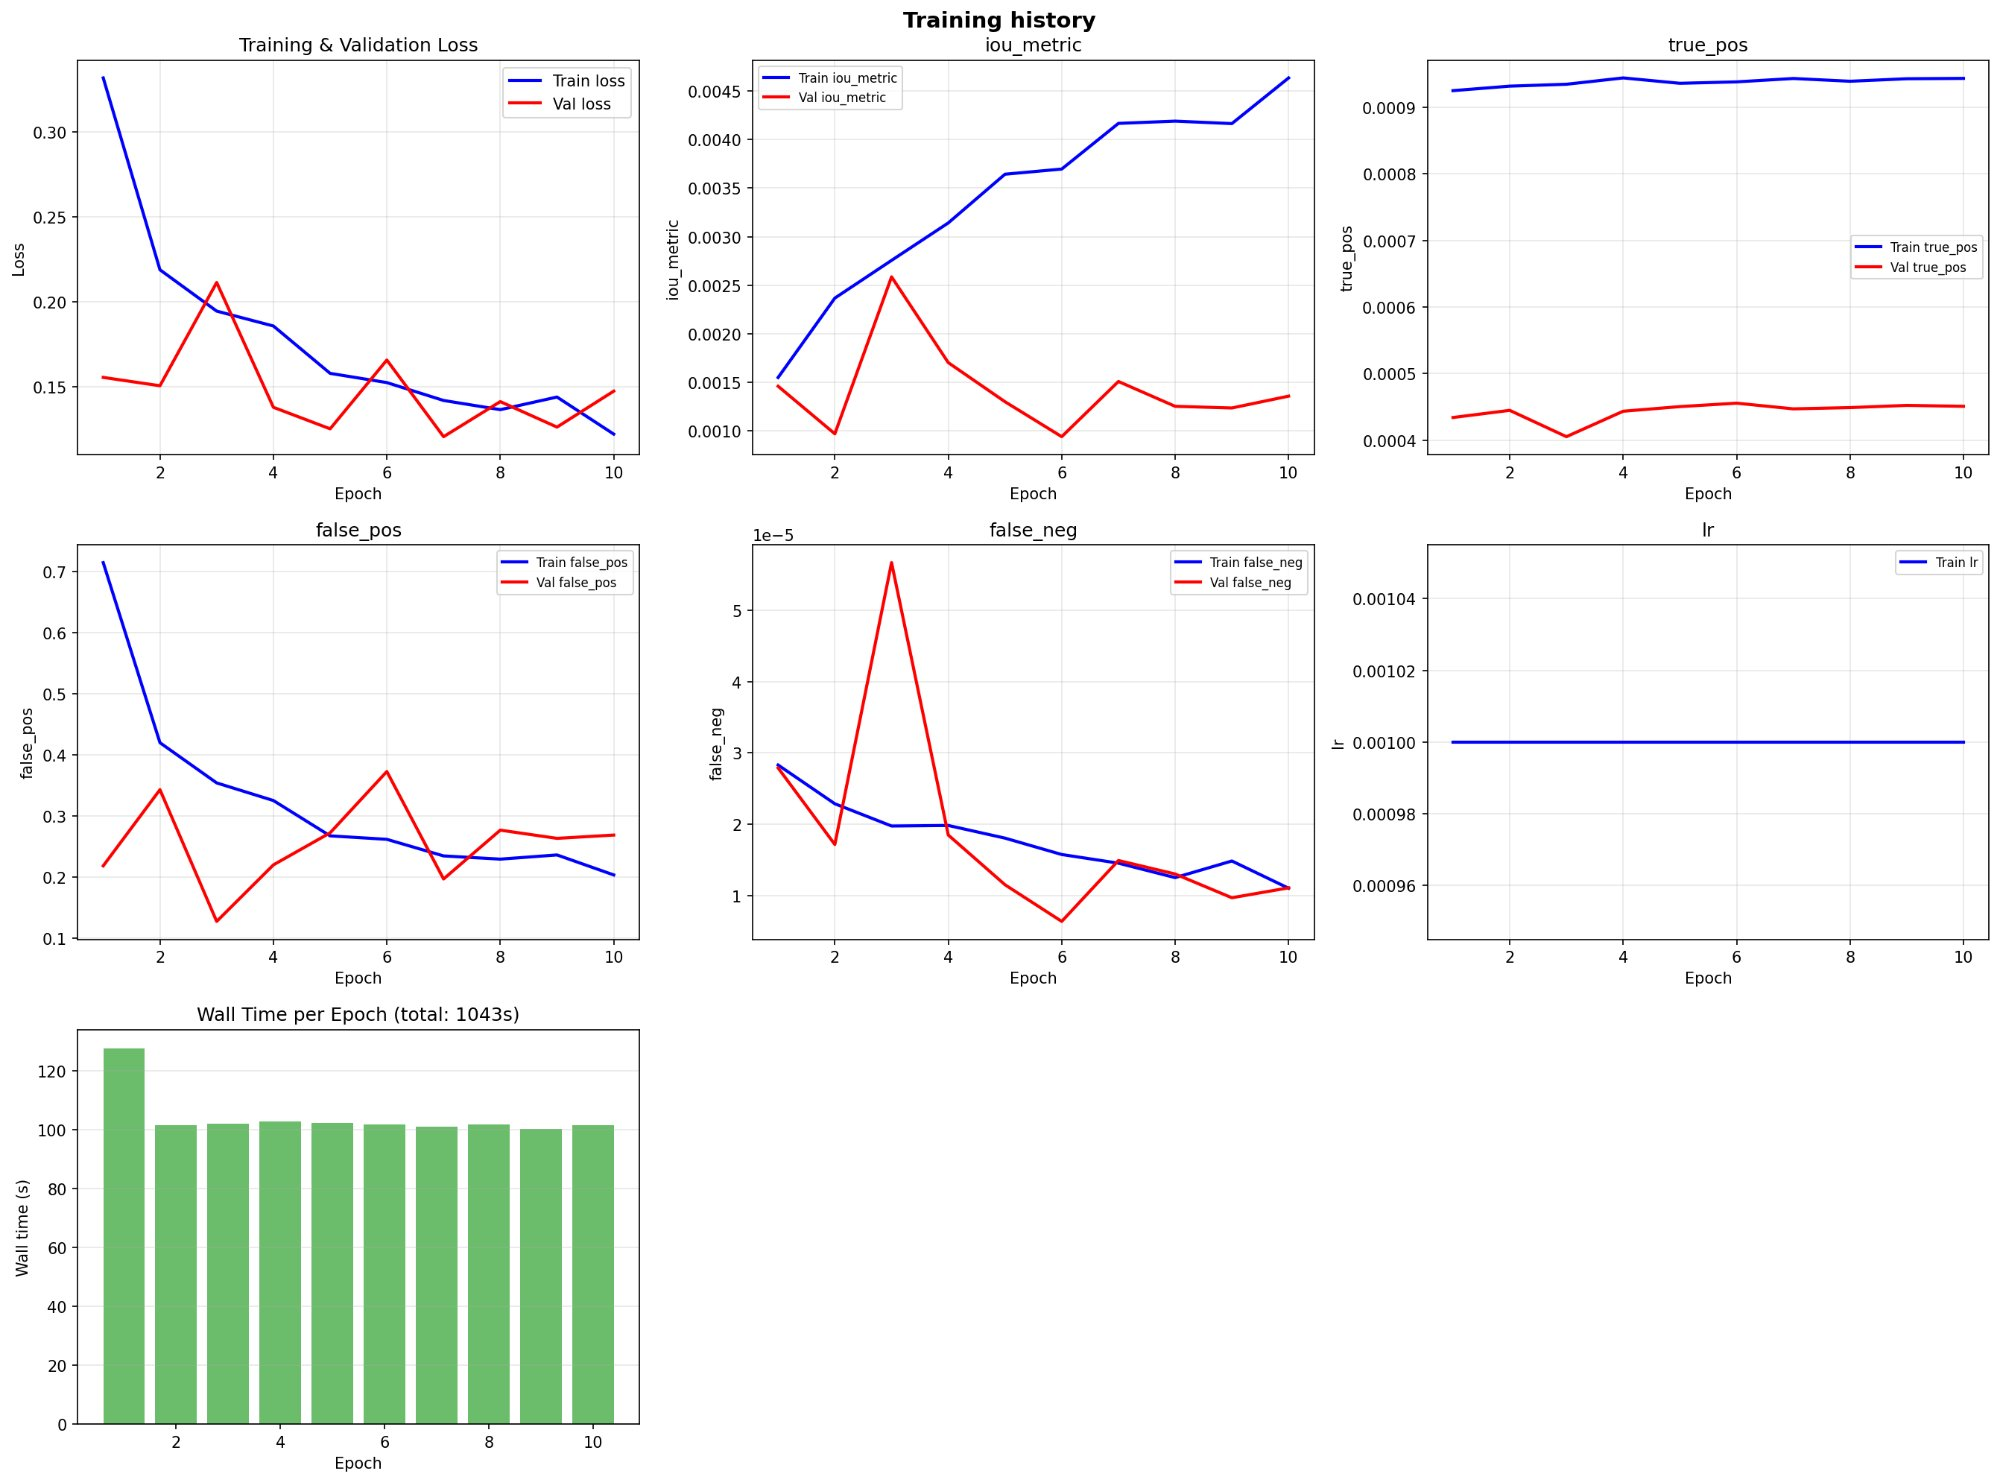 Training history
Training & Validation Loss
Train loss
Val loss
0.30
0.25
0.20
0.15
Loss
2 4 6 8 10
Epoch
iou_metric
Train iou_metric
Val iou_metric
0.0045
0.0040
0.0035
0.0030
0.0025
0.0020
0.0015
0.0010
iou_metric
2 4 6 8 10
Epoch
true_pos
Train true_pos
Val true_pos
0.0009
0.0008
0.0007
0.0006
0.0005
0.0004
true_pos
2 4 6 8 10
Epoch
false_pos
Train false_pos
Val false_pos
0.7
0.6
0.5
0.4
0.3
0.2
0.1
false_pos
2 4 6 8 10
Epoch
false_neg
1e−5
Train false_neg
Val false_neg
5
4
3
2
1
false_neg
2 4 6 8 10
Epoch
lr
Train lr
0.00104
0.00102
0.00100
0.00098
0.00096
lr
2 4 6 8 10
Epoch
Wall Time per Epoch (total: 1043s)
120
100
80
60
40
20
0
Wall time (s)
2 4 6 8 10
Epoch